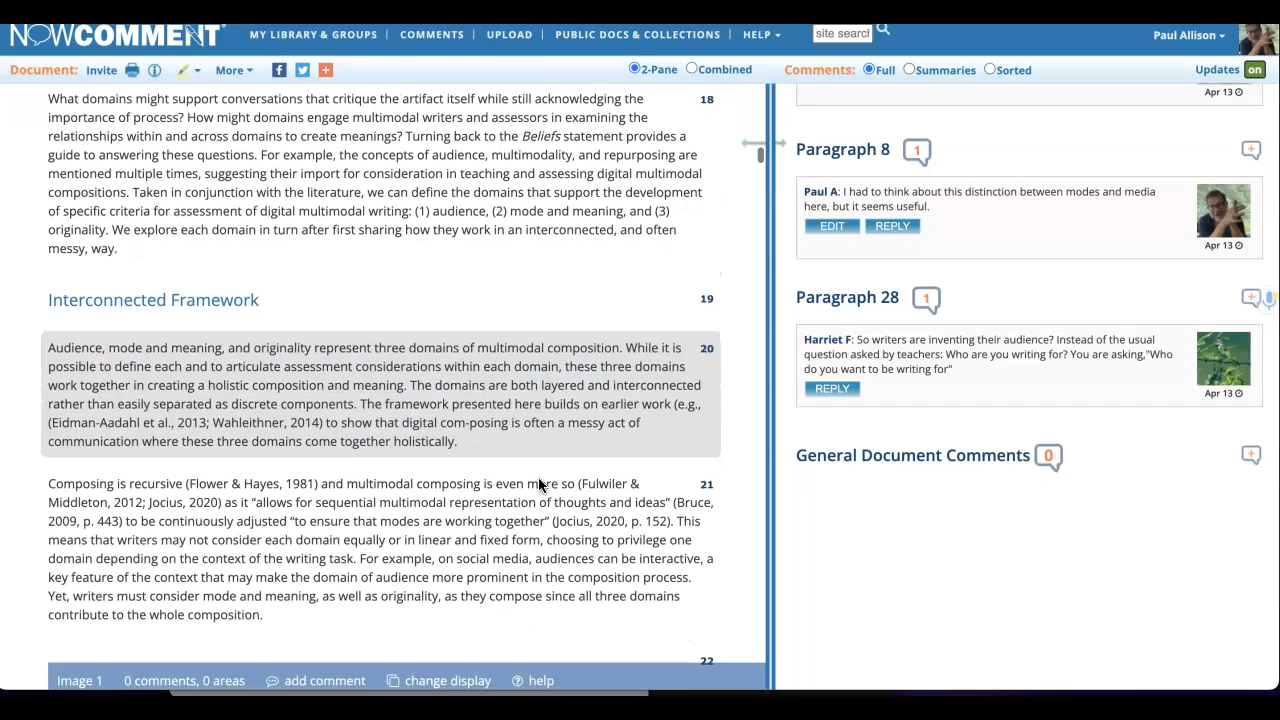 NOWCOMMENT
MY LIBRARY & GROUPS COMMENTS UPLOAD PUBLIC DOCS & COLLECTIONS HELP
site searcl
Paul Allison
Document: Invite More
2-Pane Combined
Comments: Full Summaries Sorted
Updates on
What domains might support conversations that critique the artifact itself while still acknowledging the
18
importance of process? How might domains engage multimodal writers and assessors in examining the
relationships within and across domains to create meanings? Turning back to the Beliefs statement provides a
guide to answering these questions. For example, the concepts of audience, multimodality, and repurposing are
mentioned multiple times, suggesting their import for consideration in teaching and assessing digital multimodal
compositions. Taken in conjunction with the literature, we can define the domains that support the development
of specific criteria for assessment of digital multimodal writing: (1) audience, (2) mode and meaning, and (3)
originality. We explore each domain in turn after first sharing how they work in an interconnected, and often
messy, way.
Interconnected Framework
19
Audience, mode and meaning, and originality represent three domains of multimodal composition. While it is
20
possible to define each and to articulate assessment considerations within each domain, these three domains
work together in creating a holistic composition and meaning. The domains are both layered and interconnected
rather than easily separated as discrete components. The framework presented here builds on earlier work (e.g.,
(Eidman-Aadahl et al., 2013; Wahleithner, 2014) to show that digital com-posing is often a messy act of
communication where these three domains come together holistically.
Composing is recursive (Flower & Hayes, 1981) and multimodal composing is even more so (Fulwiler &
21
Middleton, 2012; Jocius, 2020) as it “allows for sequential multimodal representation of thoughts and ideas” (Bruce,
2009, p. 443) to be continuously adjusted “to ensure that modes are working together” (Jocius, 2020, p. 152). This
means that writers may not consider each domain equally or in linear and fixed form, choosing to privilege one
domain depending on the context of the writing task. For example, on social media, audiences can be interactive, a
key feature of the context that may make the domain of audience more prominent in the composition process.
Yet, writers must consider mode and meaning, as well as originality, as they compose since all three domains
contribute to the whole composition.
22
Image 1 0 comments, 0 areas add comment change display help
Apr 13
Paragraph 8 1
Paul A: I had to think about this distinction between modes and media
here, but it seems useful.
EDIT REPLY
Apr 13
Paragraph 28 1
Harriet F: So writers are inventing their audience? Instead of the usual
question asked by teachers: Who are you writing for? You are asking,"Who
do you want to be writing for"
REPLY
Apr 13
General Document Comments 0